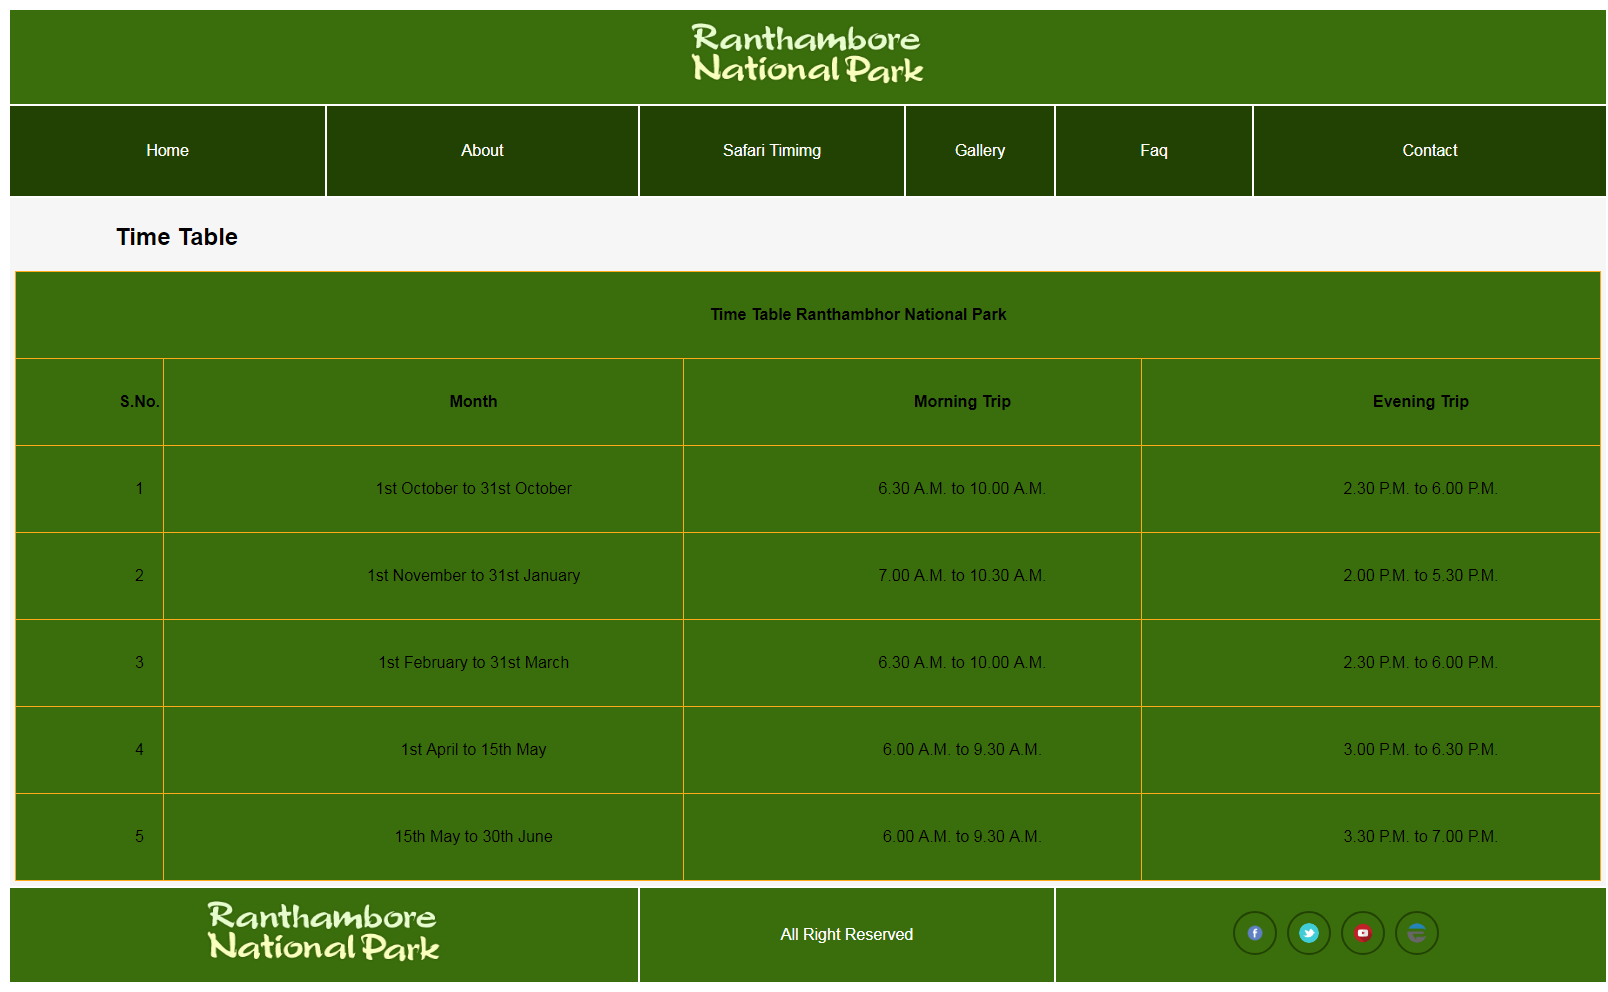 Ranthambore
National Park
Home About Safari Timimg Gallery Faq Contact
Time Table
Time Table Ranthambhor National Park
S.No. Month Morning Trip Evening Trip
1 1st October to 31st October 6.30 A.M. to 10.00 A.M. 2.30 P.M. to 6.00 P.M.
2 1st November to 31st January 7.00 A.M. to 10.30 A.M. 2.00 P.M. to 5.30 P.M.
3 1st February to 31st March 6.30 A.M. to 10.00 A.M. 2.30 P.M. to 6.00 P.M.
4 1st April to 15th May 6.00 A.M. to 9.30 A.M. 3.00 P.M. to 6.30 P.M.
5 15th May to 30th June 6.00 A.M. to 9.30 A.M. 3.30 P.M. to 7.00 P.M.
Ranthambore
National Park
All Right Reserved